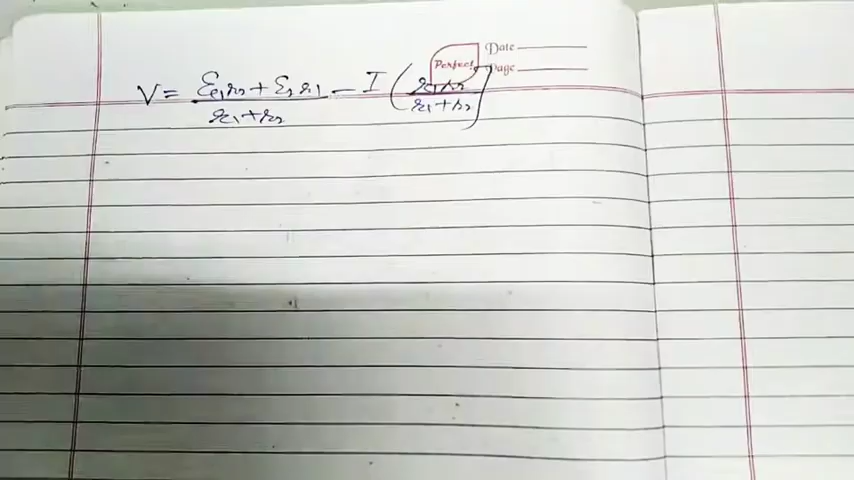 Date
Perfect
Page
V = ε₁r₂ + ε₂r₁ / r₁+r₂ − I (r₁r₂ / r₁+r₂)